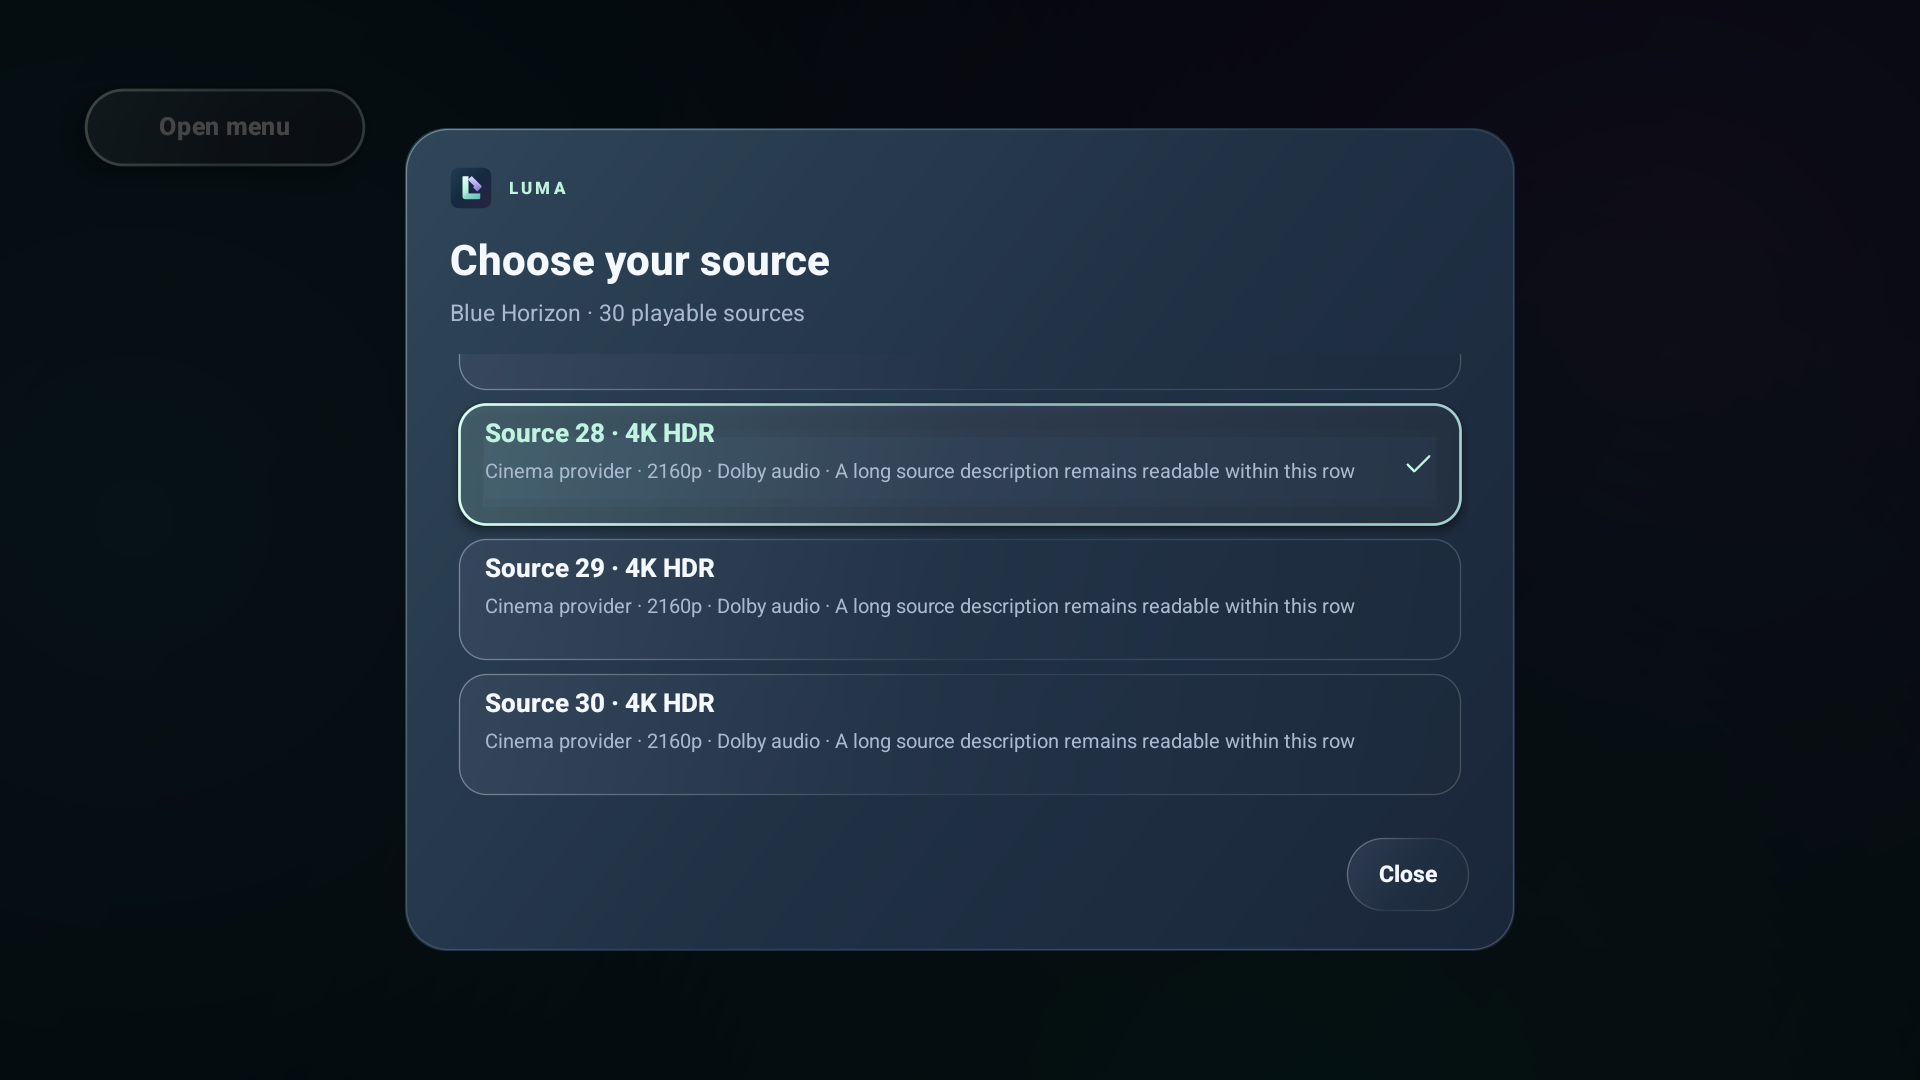 Open menu
LUMA
Choose your source
Blue Horizon · 30 playable sources
Source 28 · 4K HDR
Cinema provider · 2160p · Dolby audio · A long source description remains readable within this row
Source 29 · 4K HDR
Cinema provider · 2160p · Dolby audio · A long source description remains readable within this row
Source 30 · 4K HDR
Cinema provider · 2160p · Dolby audio · A long source description remains readable within this row
Close